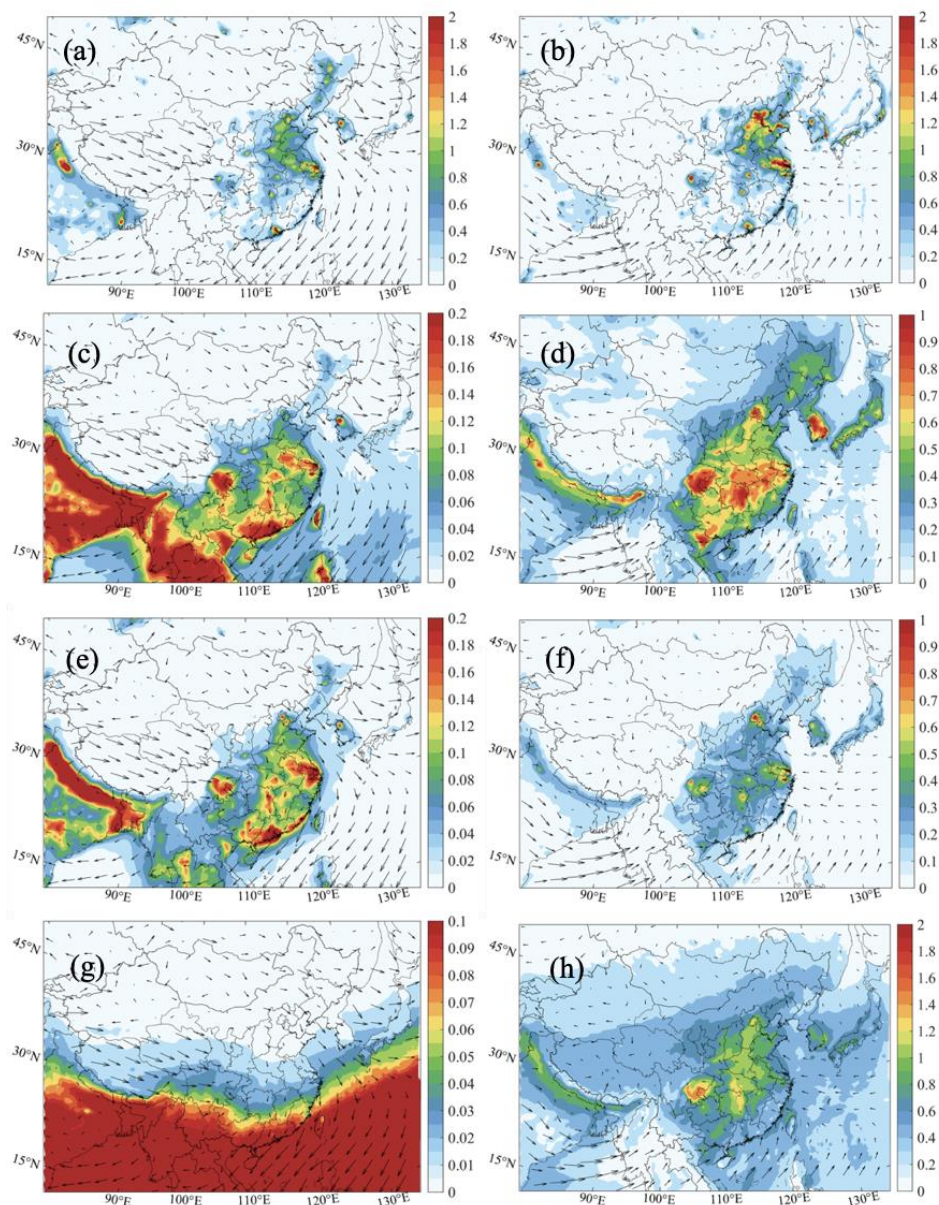 (a)
45°N
30°N
15°N
90°E 100°E 110°E 120°E 130°E
2
1.8
1.6
1.4
1.2
1
0.8
0.6
0.4
0.2
0
(b)
45°N
30°N
15°N
90°E 100°E 110°E 120°E 130°E
2
1.8
1.6
1.4
1.2
1
0.8
0.6
0.4
0.2
0
(c)
45°N
30°N
15°N
90°E 100°E 110°E 120°E 130°E
0.2
0.18
0.16
0.14
0.12
0.1
0.08
0.06
0.04
0.02
0
(d)
45°N
30°N
15°N
90°E 100°E 110°E 120°E 130°E
1
0.9
0.8
0.7
0.6
0.5
0.4
0.3
0.2
0.1
0
(e)
45°N
30°N
15°N
90°E 100°E 110°E 120°E 130°E
0.2
0.18
0.16
0.14
0.12
0.1
0.08
0.06
0.04
0.02
0
(f)
45°N
30°N
15°N
90°E 100°E 110°E 120°E 130°E
1
0.9
0.8
0.7
0.6
0.5
0.4
0.3
0.2
0.1
0
(g)
45°N
30°N
15°N
90°E 100°E 110°E 120°E 130°E
0.1
0.09
0.08
0.07
0.06
0.05
0.04
0.03
0.02
0.01
0
(h)
45°N
30°N
15°N
90°E 100°E 110°E 120°E 130°E
2
1.8
1.6
1.4
1.2
1
0.8
0.6
0.4
0.2
0